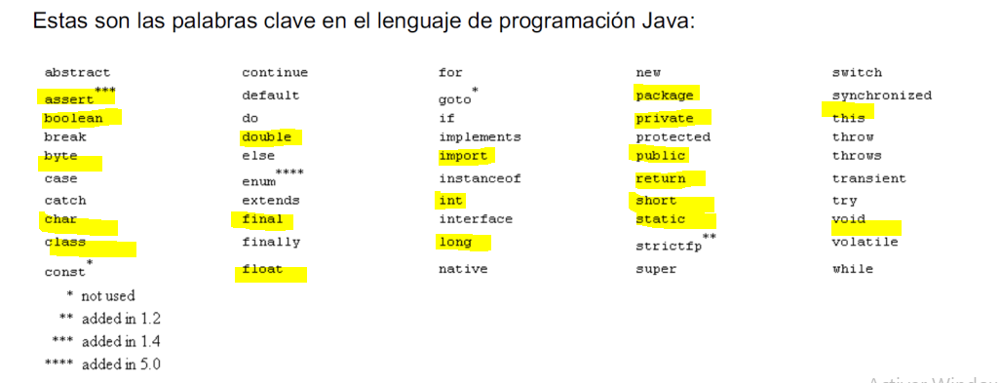 Estas son las palabras clave en el lenguaje de programación Java:
abstract continue for new switch
assert*** default goto* package synchronized
boolean do if private this
break double implements protected throw
byte else import public throws
case enum**** instanceof return transient
catch extends int short try
char final interface static void
class finally long strictfp** volatile
const* float native super while
* not used
** added in 1.2
*** added in 1.4
**** added in 5.0